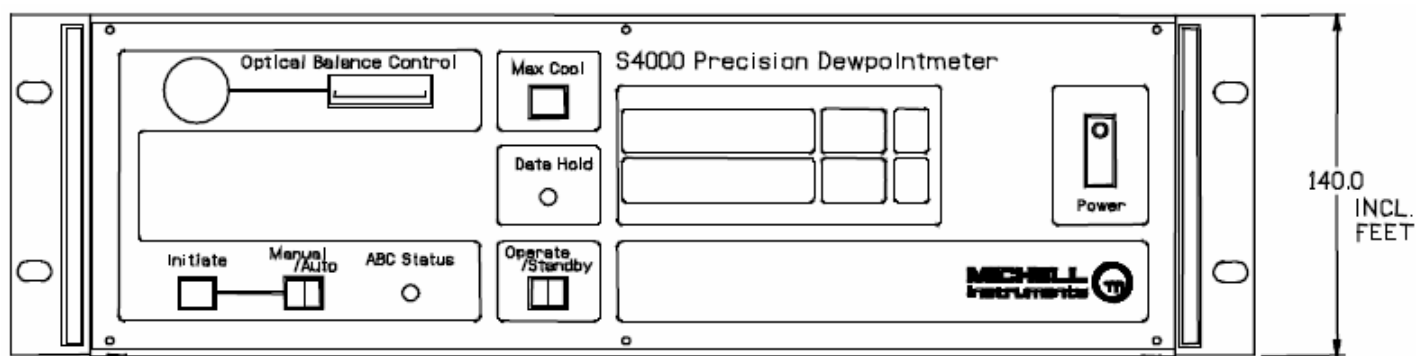 Optical Balance Control
Max Cool
S4000 Precision Dewpointmeter
Data Hold
Power
Initiate
Manual
/Auto
ABC Status
Operate
/Standby
MICHELL
Instruments
m
140.0
INCL.
FEET